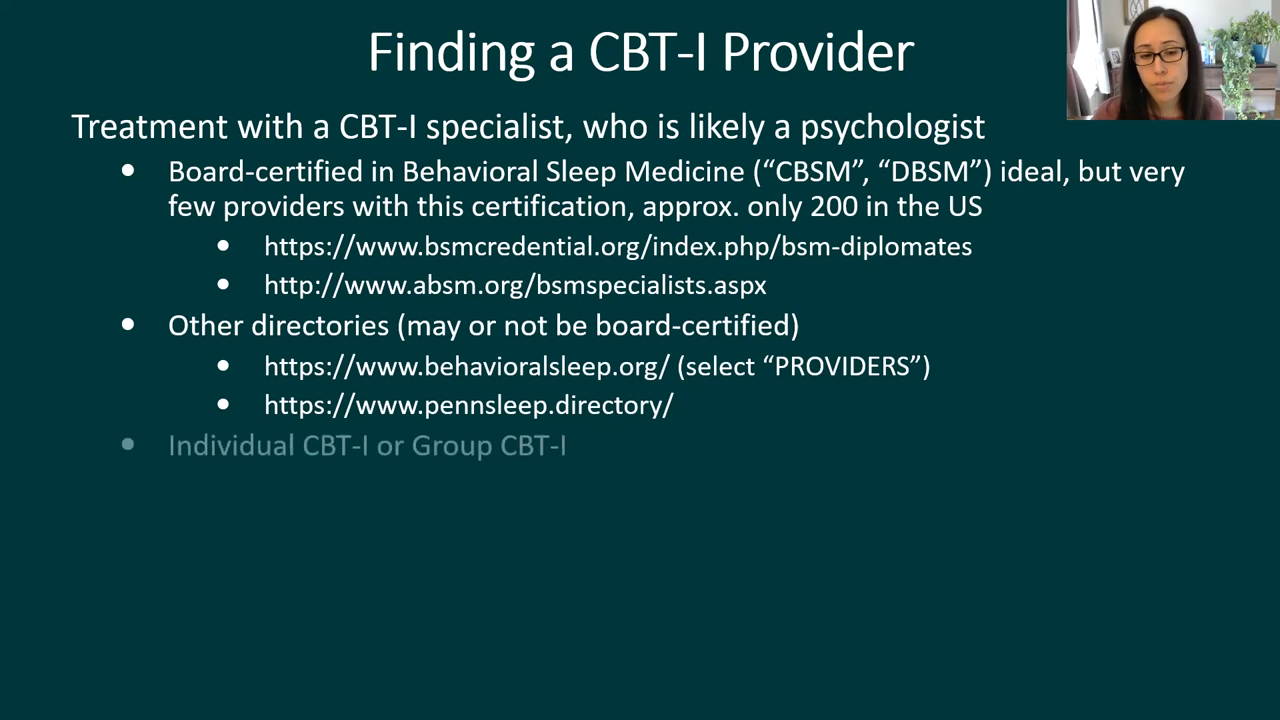 Finding a CBT-I Provider
Treatment with a CBT-I specialist, who is likely a psychologist
• Board-certified in Behavioral Sleep Medicine (“CBSM”, “DBSM”) ideal, but very
few providers with this certification, approx. only 200 in the US
• https://www.bsmcredential.org/index.php/bsm-diplomates
• http://www.absm.org/bsmspecialists.aspx
• Other directories (may or not be board-certified)
• https://www.behavioralsleep.org/ (select “PROVIDERS”)
• https://www.pennsleep.directory/
• Individual CBT-I or Group CBT-I